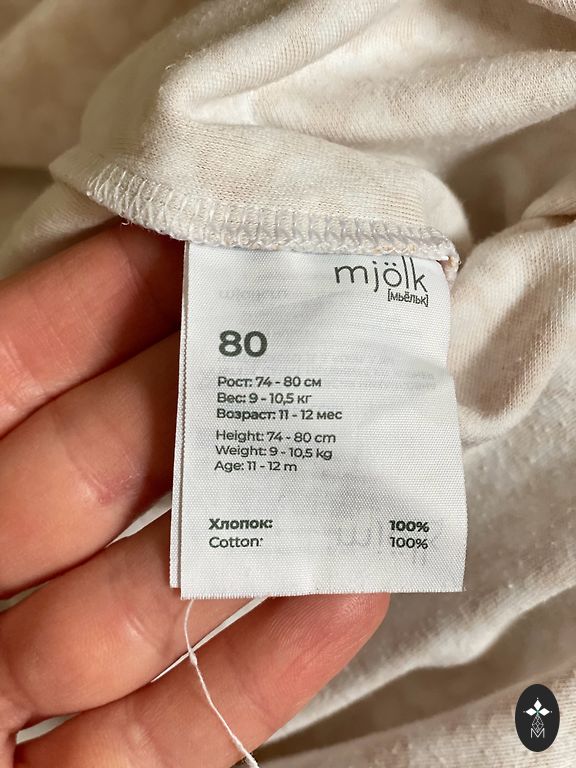 mjölk
[мьёльк]
80
Рост: 74 - 80 см
Вес: 9 - 10,5 кг
Возраст: 11 - 12 мес
Height: 74 - 80 cm
Weight: 9 - 10,5 kg
Age: 11 - 12 m
Хлопок: 100%
Cotton: 100%